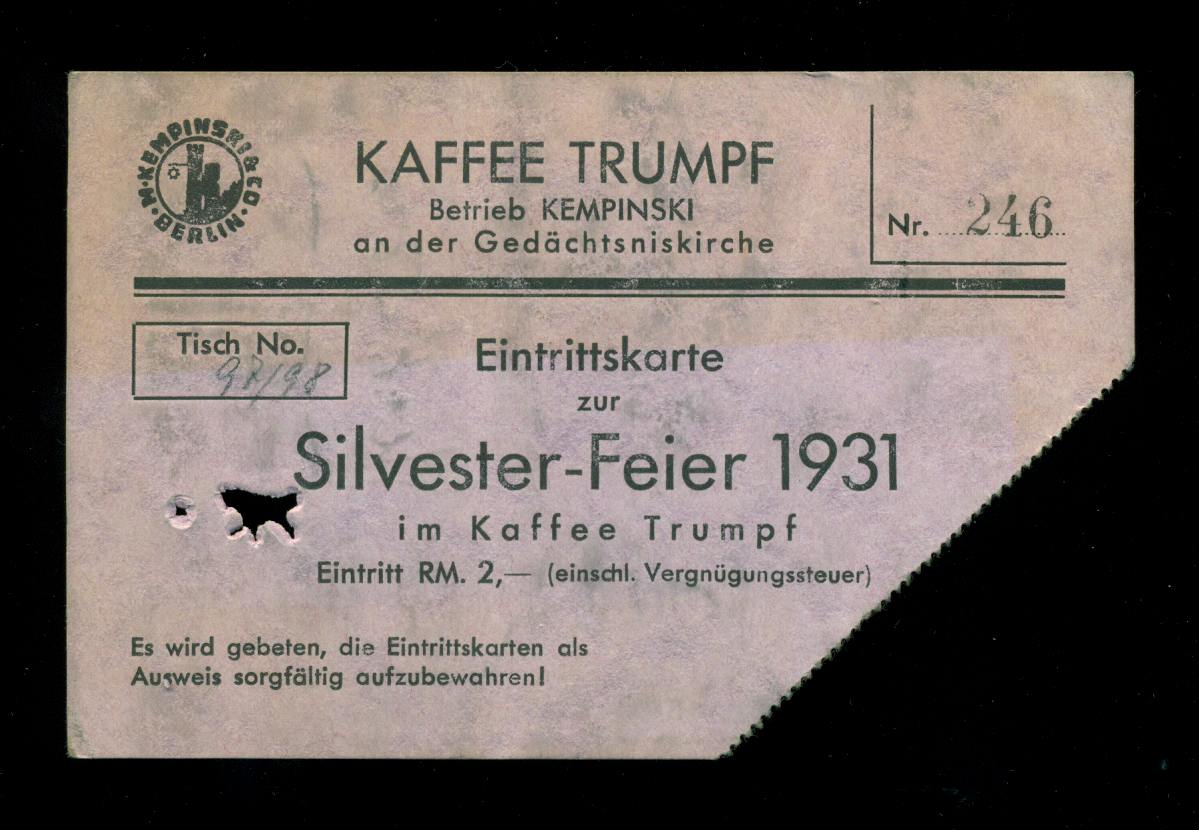 M. KEMPINSKI & CO. BERLIN
KAFFEE TRUMPF
Betrieb KEMPINSKI
an der Gedächtsniskirche
Nr. 246
Tisch No.
97/98
Eintrittskarte
zur
Silvester-Feier 1931
im Kaffee Trumpf
Eintritt RM. 2,— (einschl. Vergnügungssteuer)
Es wird gebeten, die Eintrittskarten als
Ausweis sorgfältig aufzubewahren!